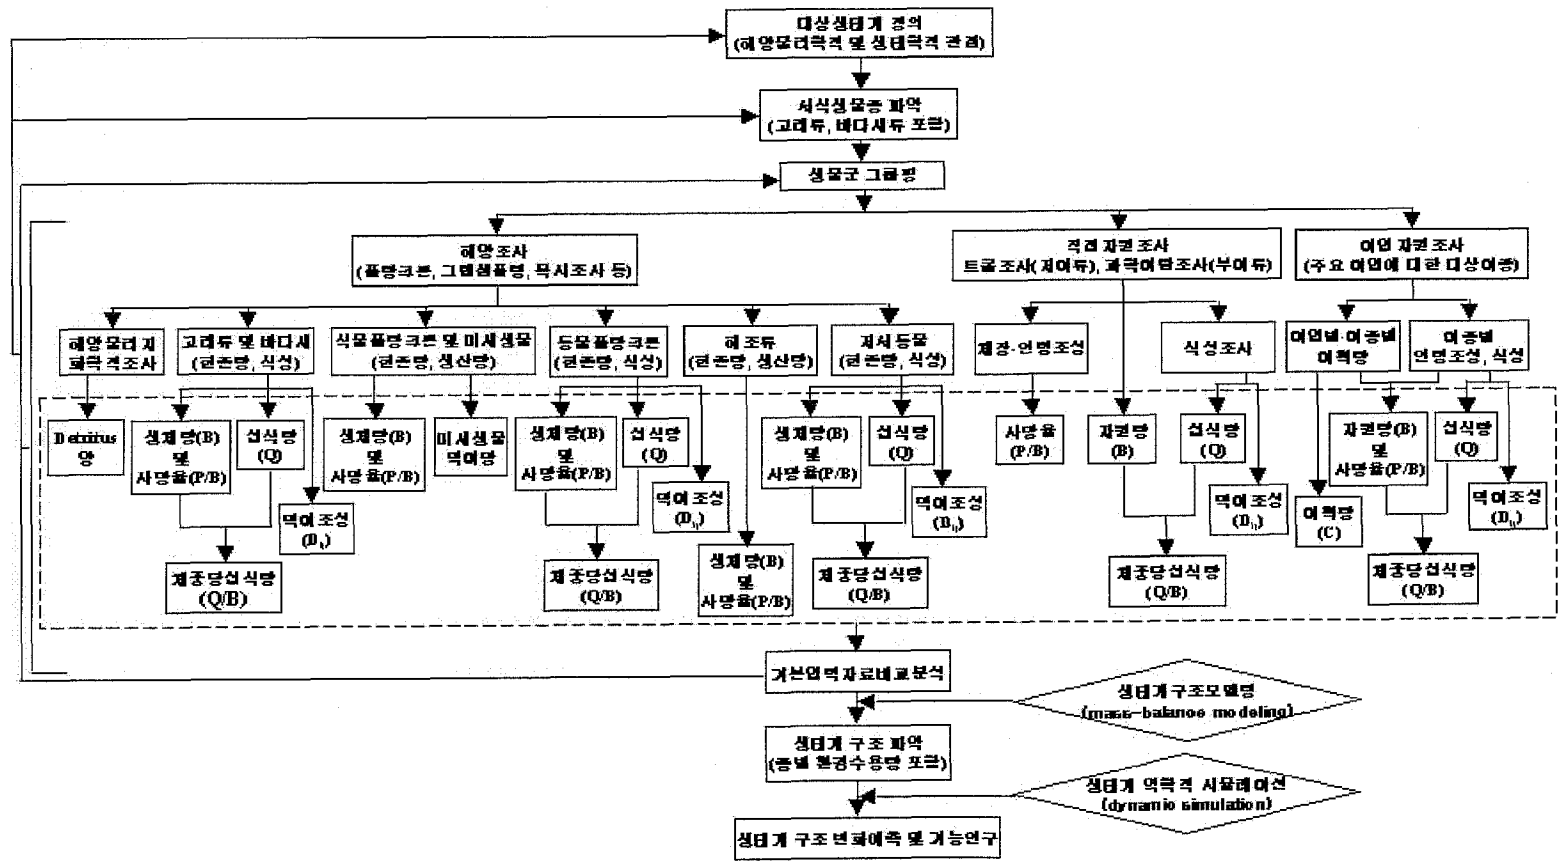 대상생태계 정의
(해양물리학적 및 생태학적 관점)
서식생물종 파악
(고래류, 바다새류 포함)
생물군 그룹핑
해양조사
(플랑크톤, 그랩샘플링, 목시조사 등)
직접 자원조사
트롤조사(저어류), 과학어탐조사(부어류)
어업 자원조사
(주요 어업에 대한 대상어종)
해양물리 지
화학적조사
고래류 및 바다새
(현존량, 식성)
식물플랑크톤 및 미세생물
(현존량, 생산량)
동물플랑크톤
(현존량, 식성)
해조류
(현존량, 생산량)
저서동물
(현존량, 식성)
체장·연령조성
식성조사
어업별·어종별
어획량
어종별
연령조성, 식성
Detritus
양
생체량(B)
및
사망율(P/B)
섭식량
(Q)
먹이조성
(Dij)
생체량(B)
및
사망율(P/B)
미세생물
먹이망
생체량(B)
및
사망율(P/B)
섭식량
(Q)
먹이조성
(Dij)
생체량(B)
및
사망율(P/B)
생체량(B)
및
사망율(P/B)
섭식량
(Q)
먹이조성
(Dij)
사망율
(P/B)
자원량
(B)
섭식량
(Q)
먹이조성
(Dij)
어획량
(C)
자원량(B)
및
사망율(P/B)
섭식량
(Q)
먹이조성
(Dij)
체중당섭식량
(Q/B)
체중당섭식량
(Q/B)
체중당섭식량
(Q/B)
체중당섭식량
(Q/B)
체중당섭식량
(Q/B)
기본입력자료비교분석
생태계구조모델링
(mass-balance modeling)
생태계 구조 파악
(종별 환경수용량 포함)
생태계 역학적 시뮬레이션
(dynamic simulation)
생태계 구조 변화예측 및 기능연구